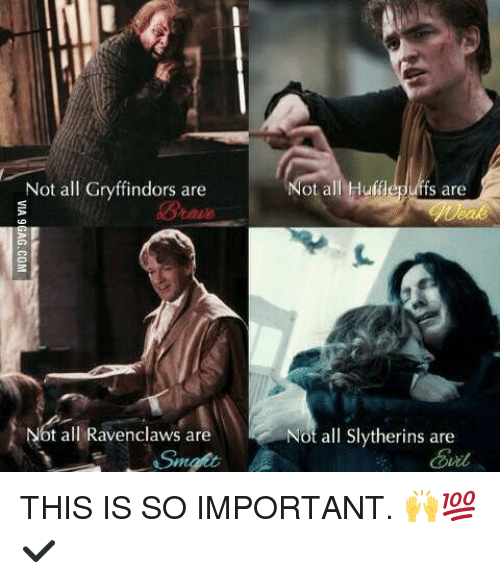 Not all Gryffindors are
Brave
Not all Hufflepuffs are
Weak
VIA 9GAG.COM
Not all Ravenclaws are
Smart
Not all Slytherins are
Evil
THIS IS SO IMPORTANT. 🙌💯
✔